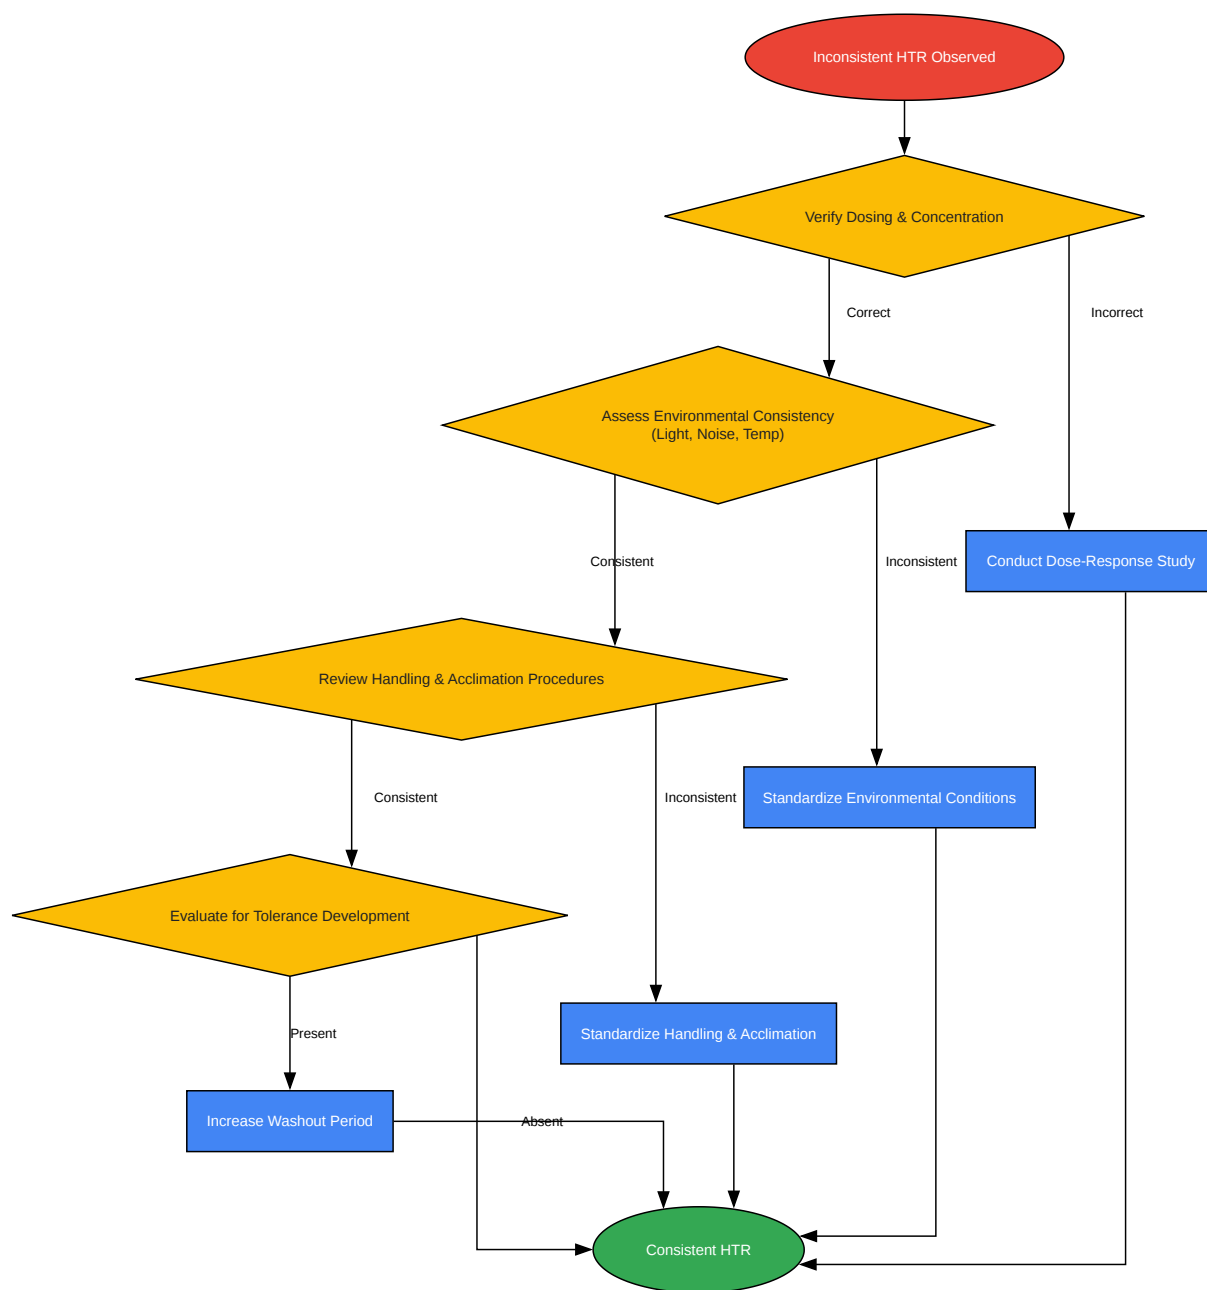 Inconsistent HTR Observed
Verify Dosing & Concentration
Correct
Incorrect
Assess Environmental Consistency
(Light, Noise, Temp)
Consistent
Inconsistent
Conduct Dose-Response Study
Review Handling & Acclimation Procedures
Consistent
Inconsistent
Standardize Environmental Conditions
Evaluate for Tolerance Development
Present
Standardize Handling & Acclimation
Increase Washout Period
Absent
Consistent HTR